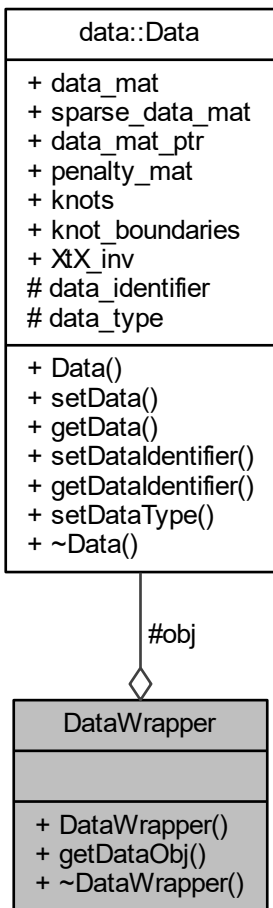 data::Data
+ data_mat
+ sparse_data_mat
+ data_mat_ptr
+ penalty_mat
+ knots
+ knot_boundaries
+ XtX_inv
# data_identifier
# data_type
+ Data()
+ setData()
+ getData()
+ setDataIdentifier()
+ getDataIdentifier()
+ setDataType()
+ ~Data()
#obj
DataWrapper
+ DataWrapper()
+ getDataObj()
+ ~DataWrapper()